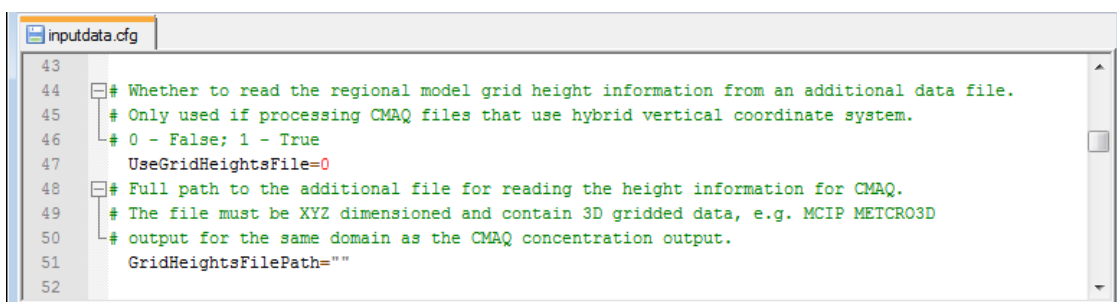 inputdata.cfg
43
44 # Whether to read the regional model grid height information from an additional data file.
45 # Only used if processing CMAQ files that use hybrid vertical coordinate system.
46 # 0 - False; 1 - True
47 UseGridHeightsFile=0
48 # Full path to the additional file for reading the height information for CMAQ.
49 # The file must be XYZ dimensioned and contain 3D gridded data, e.g. MCIP METCRO3D
50 # output for the same domain as the CMAQ concentration output.
51 GridHeightsFilePath=""
52